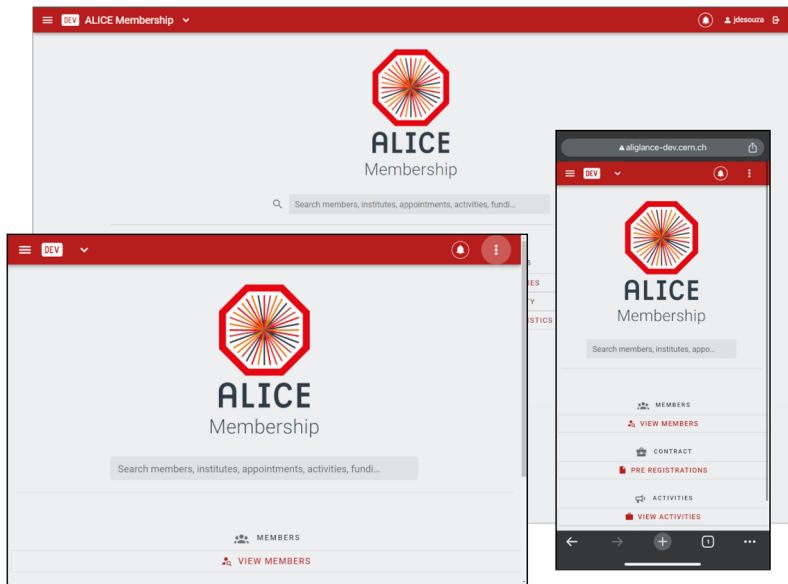 DEV ALICE Membership
jdesouza
ALICE
Membership
Search members, institutes, appointments, activities, fundi...
S
IES
TY
ISTICS
DEV
ALICE
Membership
Search members, institutes, appointments, activities, fundi...
MEMBERS
VIEW MEMBERS
aliglance-dev.cern.ch
DEV
ALICE
Membership
Search members, institutes, appo...
MEMBERS
VIEW MEMBERS
CONTRACT
PRE REGISTRATIONS
ACTIVITIES
VIEW ACTIVITIES
1